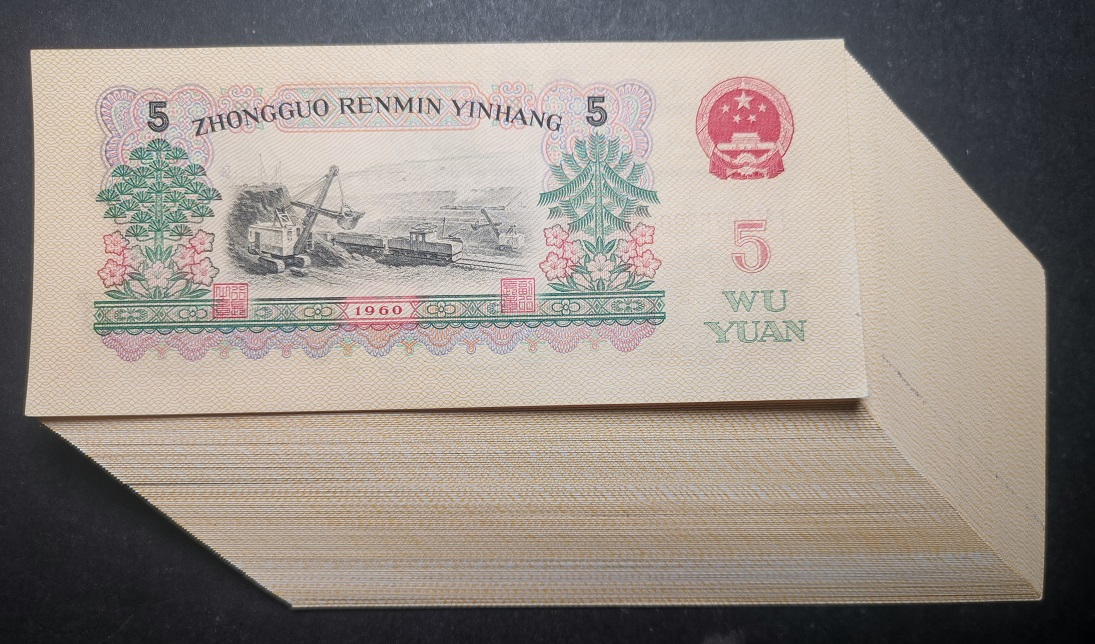 5 ZHONGGUO RENMIN YINHANG 5
1960
5
WU
YUAN